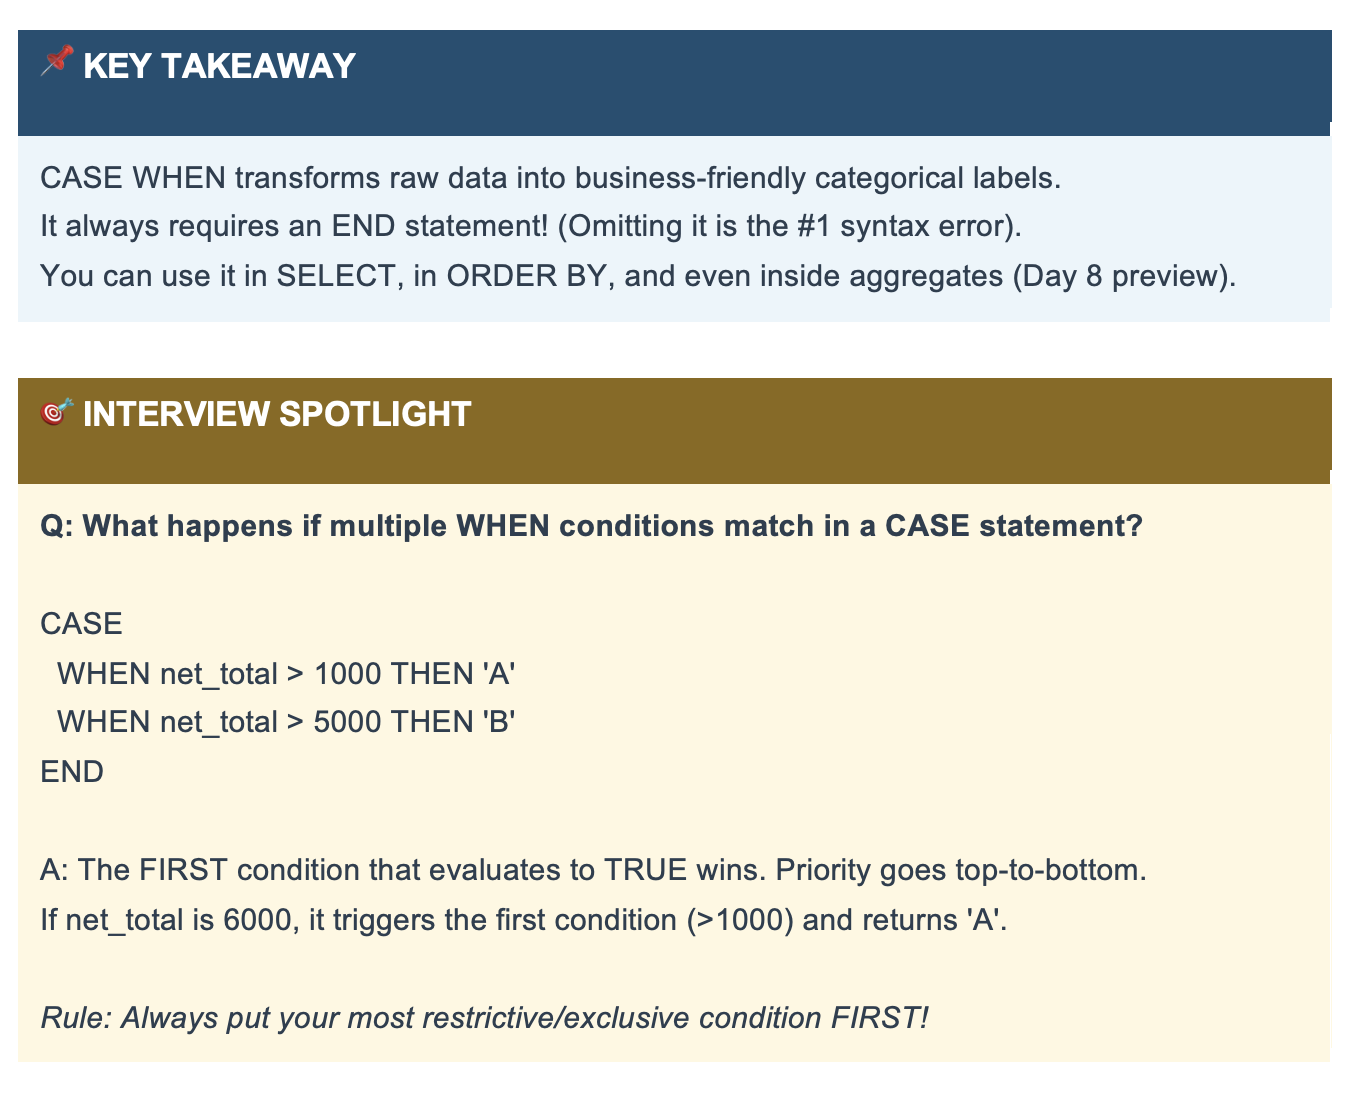 📌 KEY TAKEAWAY
CASE WHEN transforms raw data into business-friendly categorical labels.
It always requires an END statement! (Omitting it is the #1 syntax error).
You can use it in SELECT, in ORDER BY, and even inside aggregates (Day 8 preview).
🎯 INTERVIEW SPOTLIGHT
Q: What happens if multiple WHEN conditions match in a CASE statement?
CASE
  WHEN net_total > 1000 THEN 'A'
  WHEN net_total > 5000 THEN 'B'
END
A: The FIRST condition that evaluates to TRUE wins. Priority goes top-to-bottom.
If net_total is 6000, it triggers the first condition (>1000) and returns 'A'.
Rule: Always put your most restrictive/exclusive condition FIRST!